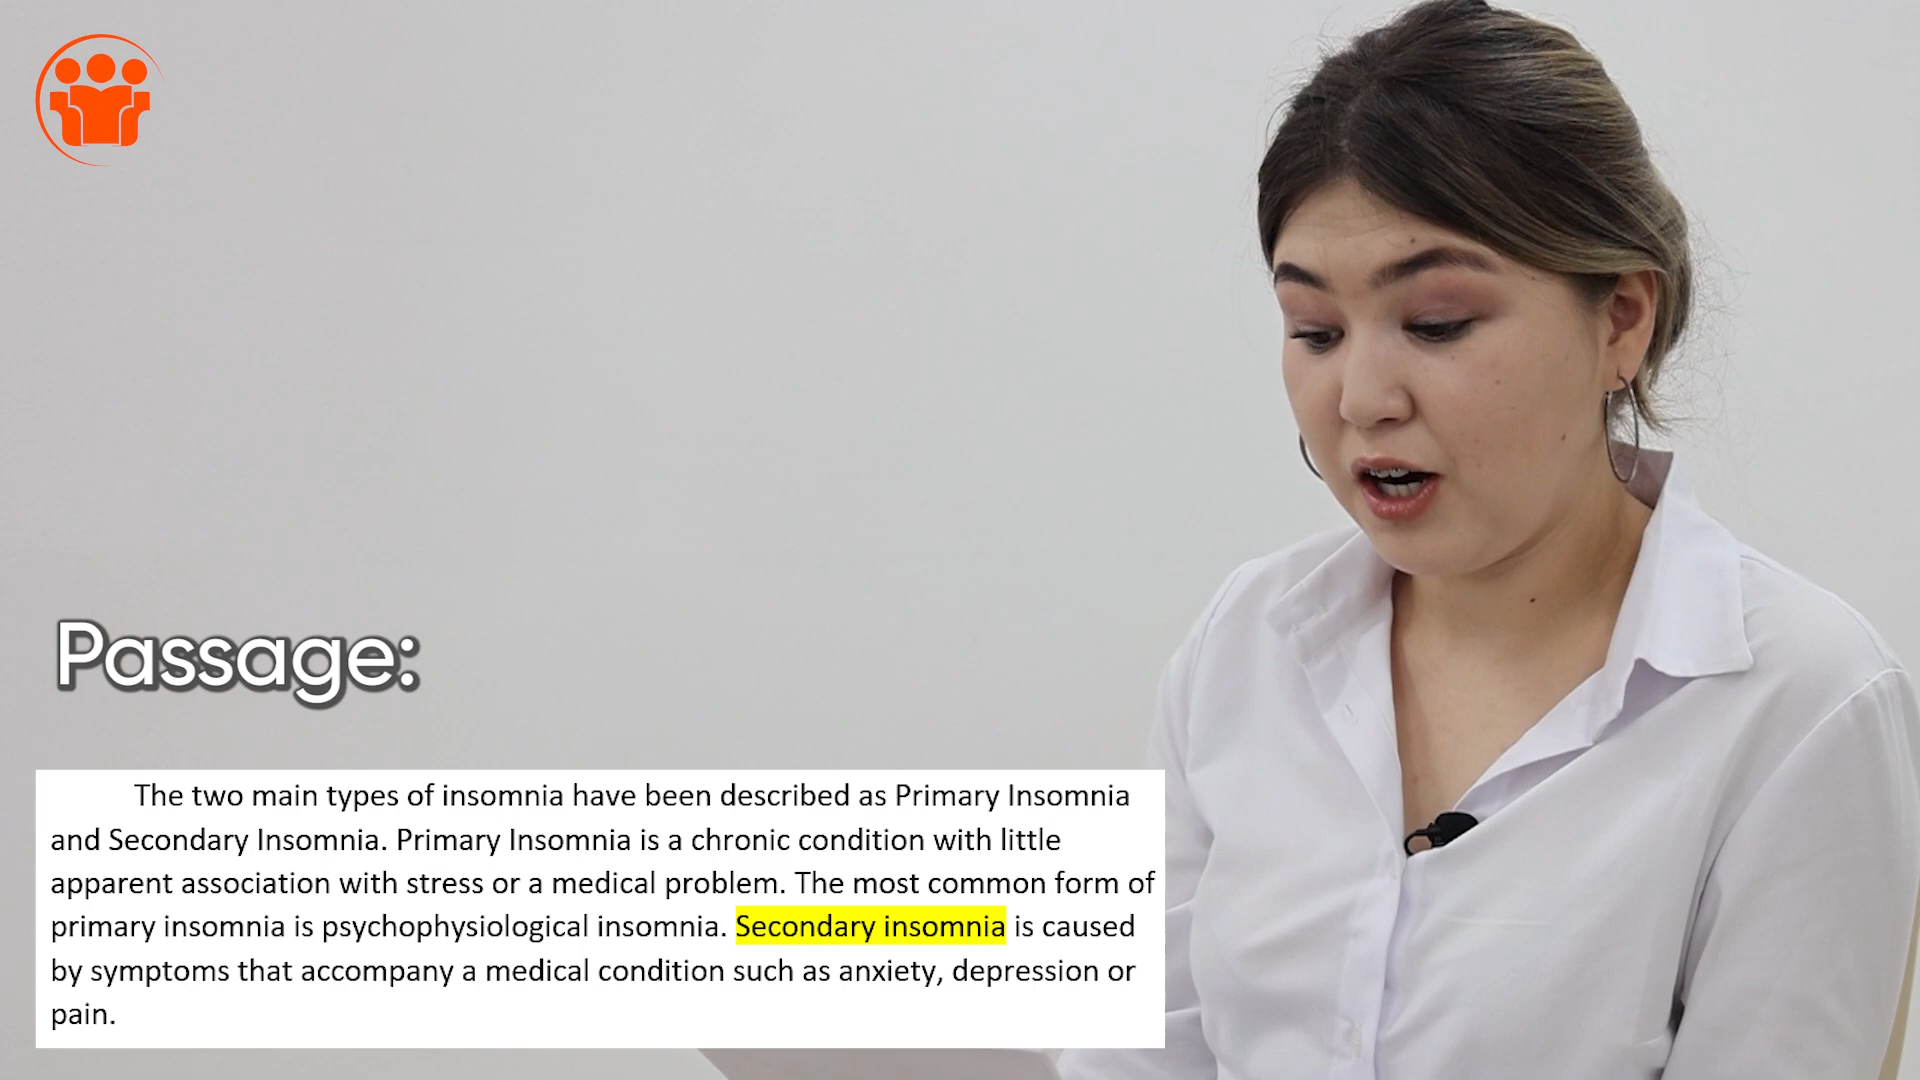 Passage:
The two main types of insomnia have been described as Primary Insomnia
and Secondary Insomnia. Primary Insomnia is a chronic condition with little
apparent association with stress or a medical problem. The most common form of
primary insomnia is psychophysiological insomnia. Secondary insomnia is caused
by symptoms that accompany a medical condition such as anxiety, depression or
pain.